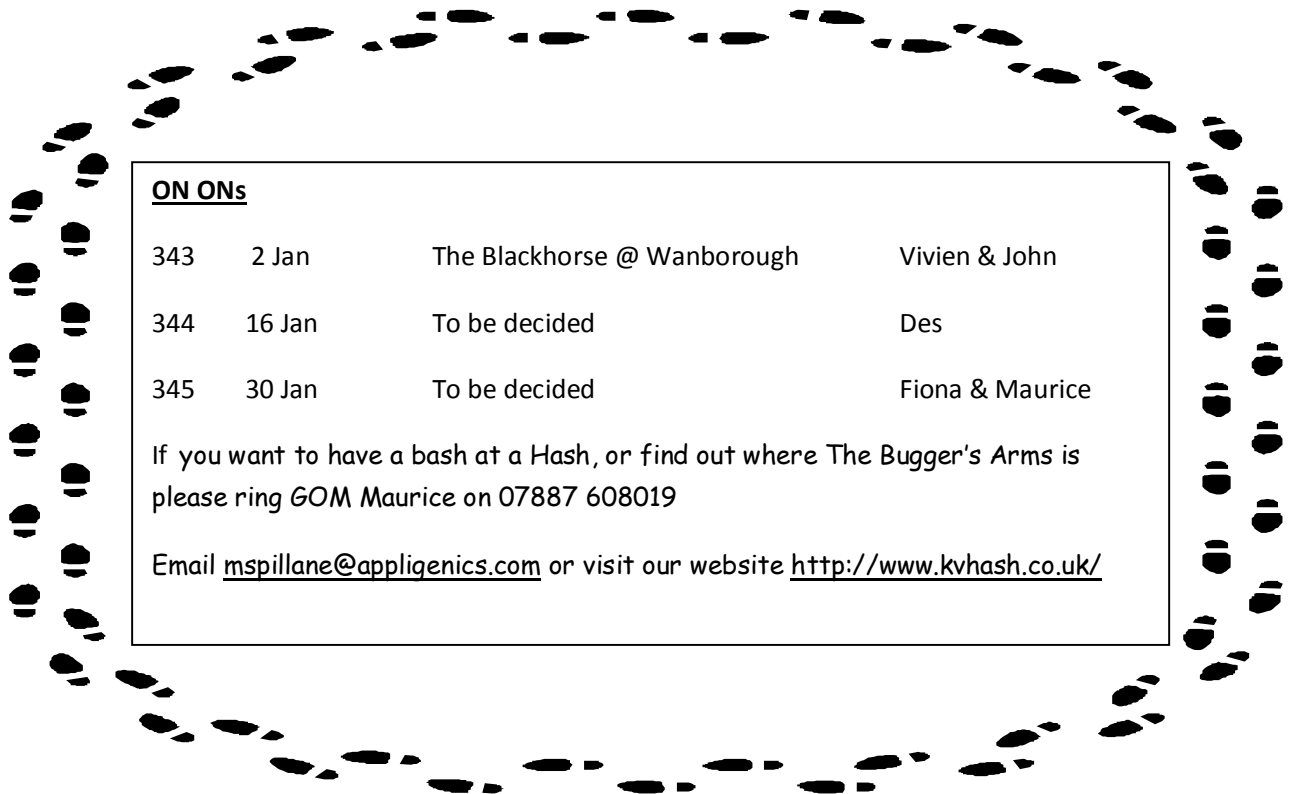 ON ONs
343 2 Jan The Blackhorse @ Wanborough Vivien & John
344 16 Jan To be decided Des
345 30 Jan To be decided Fiona & Maurice
If you want to have a bash at a Hash, or find out where The Bugger's Arms is
please ring GOM Maurice on 07887 608019
Email mspillane@appligenics.com or visit our website http://www.kvhash.co.uk/